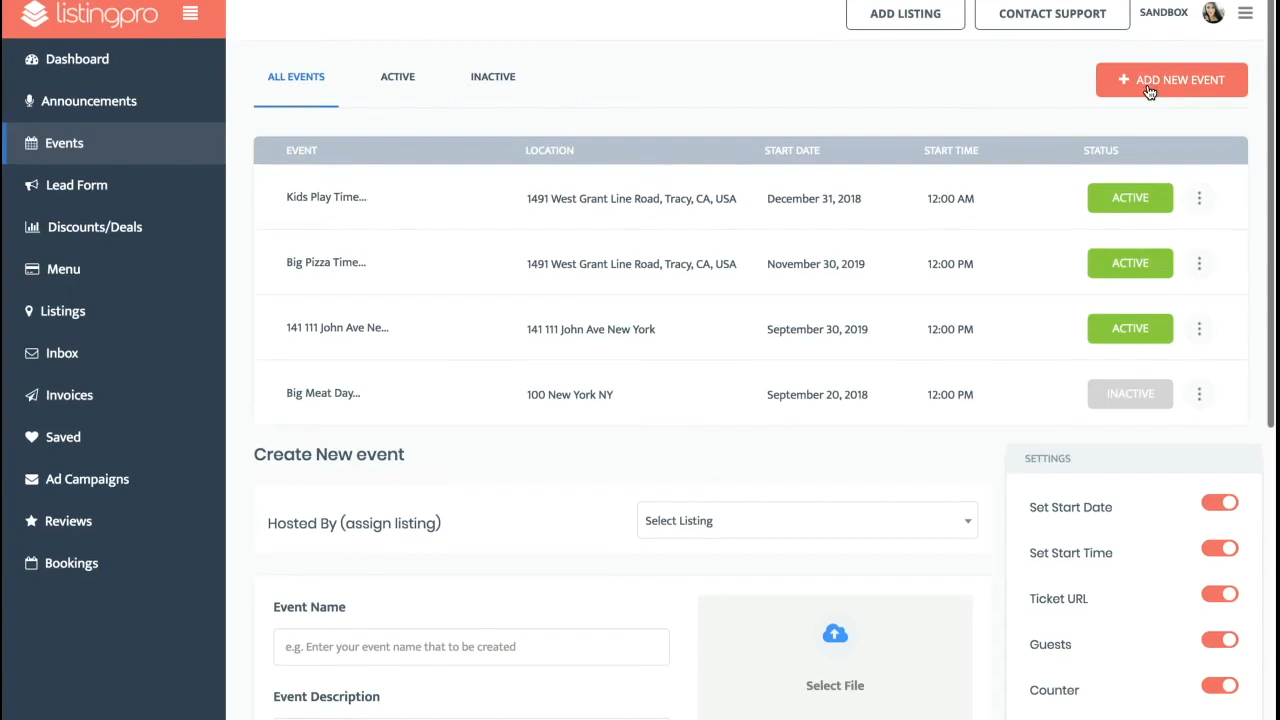 listingpro
ADD LISTING
CONTACT SUPPORT
SANDBOX
Dashboard
Announcements
Events
Lead Form
Discounts/Deals
Menu
Listings
Inbox
Invoices
Saved
Ad Campaigns
Reviews
Bookings
ALL EVENTS
ACTIVE
INACTIVE
+ ADD NEW EVENT
EVENT LOCATION START DATE START TIME STATUS
Kids Play Time... 1491 West Grant Line Road, Tracy, CA, USA December 31, 2018 12:00 AM ACTIVE
Big Pizza Time... 1491 West Grant Line Road, Tracy, CA, USA November 30, 2019 12:00 PM ACTIVE
141 111 John Ave Ne... 141 111 John Ave New York September 30, 2019 12:00 PM ACTIVE
Big Meat Day... 100 New York NY September 20, 2018 12:00 PM INACTIVE
Create New event
Hosted By (assign listing)
Select Listing
Event Name
e.g. Enter your event name that to be created
Event Description
Select File
SETTINGS
Set Start Date
Set Start Time
Ticket URL
Guests
Counter